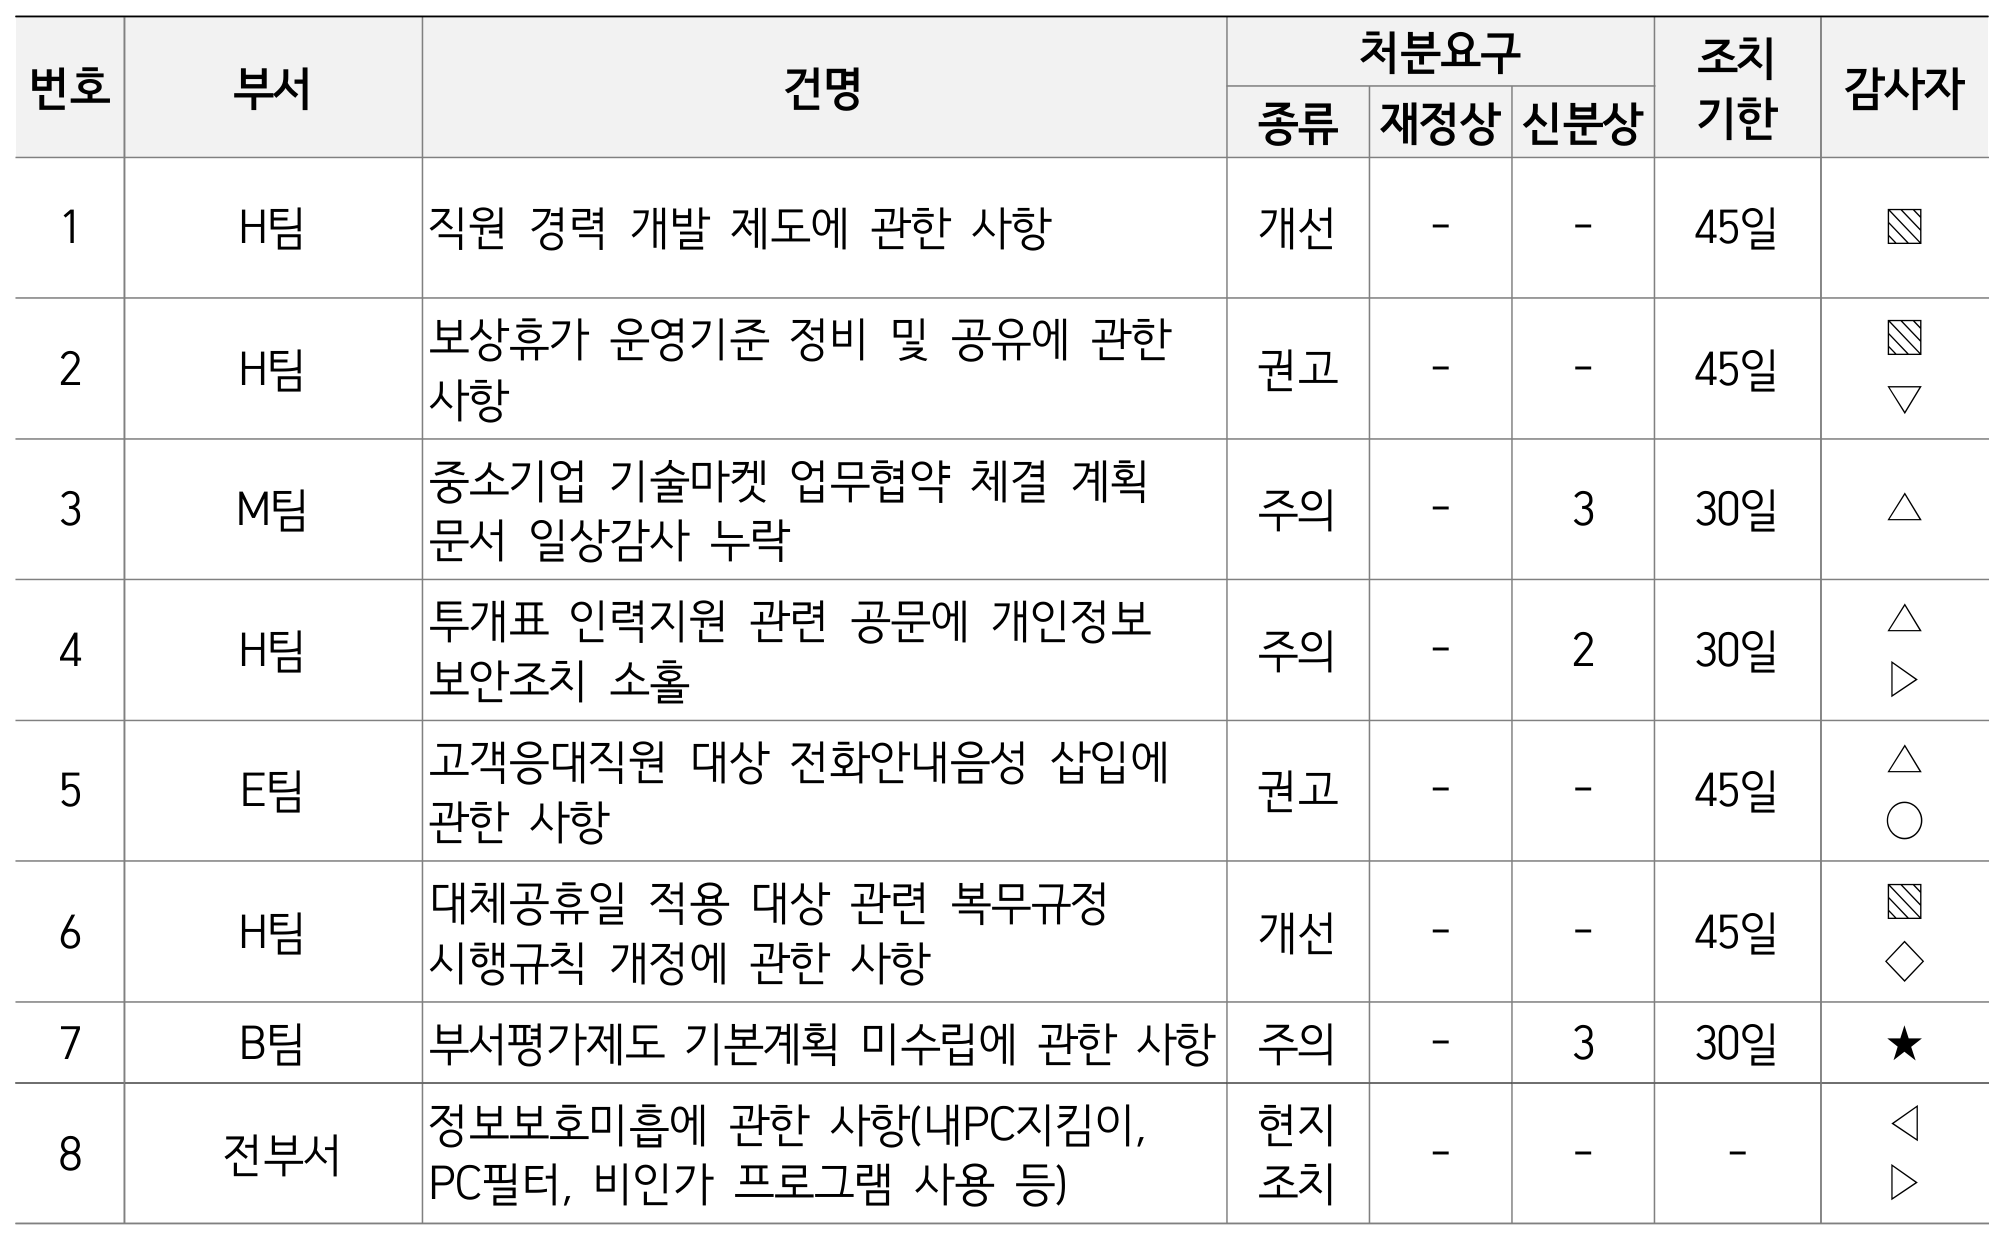 번호 부서 건명 처분요구 조치 기한 감사자
종류 재정상 신분상
1 H팀 직원 경력 개발 제도에 관한 사항 개선 - - 45일 ▧
2 H팀 보상휴가 운영기준 정비 및 공유에 관한 권고 - - 45일 ▧
사항 ▽
3 M팀 중소기업 기술마켓 업무협약 체결 계획 주의 - 3 30일 △
문서 일상감사 누락
4 H팀 투개표 인력지원 관련 공문에 개인정보 주의 - 2 30일 △
보안조치 소홀 ▷
5 E팀 고객응대직원 대상 전화안내음성 삽입에 권고 - - 45일 △
관한 사항 ○
6 H팀 대체공휴일 적용 대상 관련 복무규정 개선 - - 45일 ▧
시행규칙 개정에 관한 사항 ◇
7 B팀 부서평가제도 기본계획 미수립에 관한 사항 주의 - 3 30일 ★
8 전부서 정보보호미흡에 관한 사항(내PC지킴이, 현지 - - - ◁
PC필터, 비인가 프로그램 사용 등) 조치 ▷